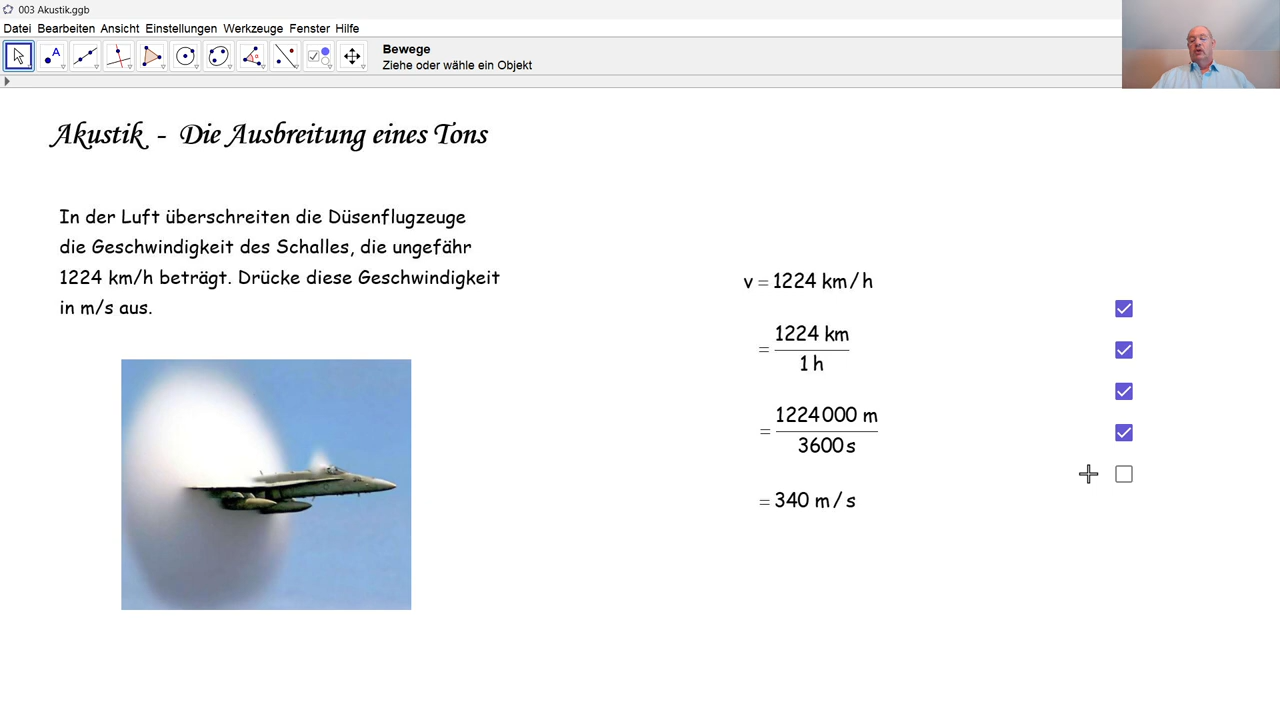 003 Akustik.ggb
Datei Bearbeiten Ansicht Einstellungen Werkzeuge Fenster Hilfe
A
Bewege
Ziehe oder wähle ein Objekt
Akustik - Die Ausbreitung eines Tons
In der Luft überschreiten die Düsenflugzeuge
die Geschwindigkeit des Schalles, die ungefähr
1224 km/h beträgt. Drücke diese Geschwindigkeit
in m/s aus.
v = 1224 km/h
= 1224 km
1 h
= 1224000 m
3600 s
= 340 m/s